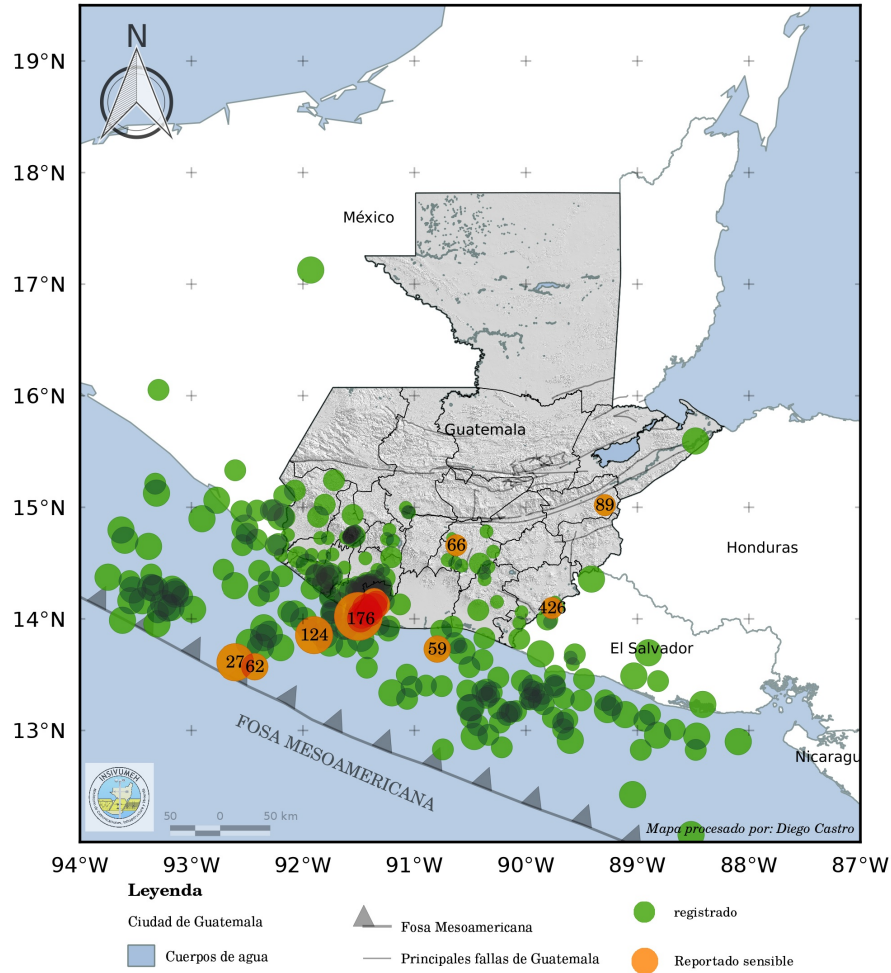 19°N
18°N
17°N
16°N
15°N
14°N
13°N
N
México
Guatemala
Honduras
El Salvador
Nicaragu
89
66
426
176
124
59
27
62
FOSA MESOAMERICANA
INSIVUMEH
50 0 50 km
Mapa procesado por: Diego Castro
94°W 93°W 92°W 91°W 90°W 89°W 88°W 87°W
Leyenda
Ciudad de Guatemala
Cuerpos de agua
Fosa Mesoamericana
Principales fallas de Guatemala
registrado
Reportado sensible